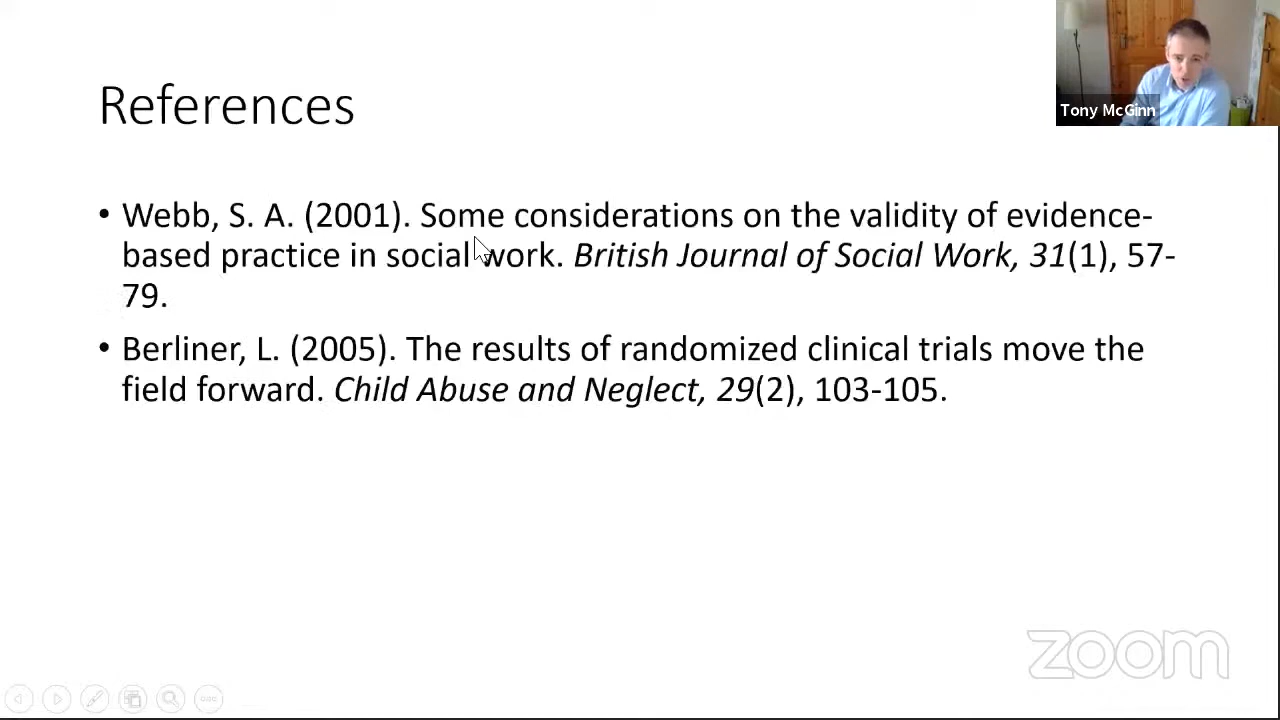 References
Tony McGinn
• Webb, S. A. (2001). Some considerations on the validity of evidence-
based practice in social work. British Journal of Social Work, 31(1), 57-
79.
• Berliner, L. (2005). The results of randomized clinical trials move the
field forward. Child Abuse and Neglect, 29(2), 103-105.
zoom